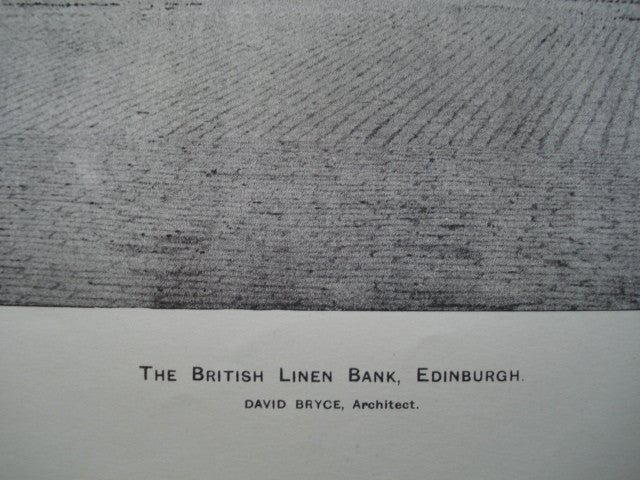 THE BRITISH LINEN BANK, EDINBURGH.
DAVID BRYCE, Architect.